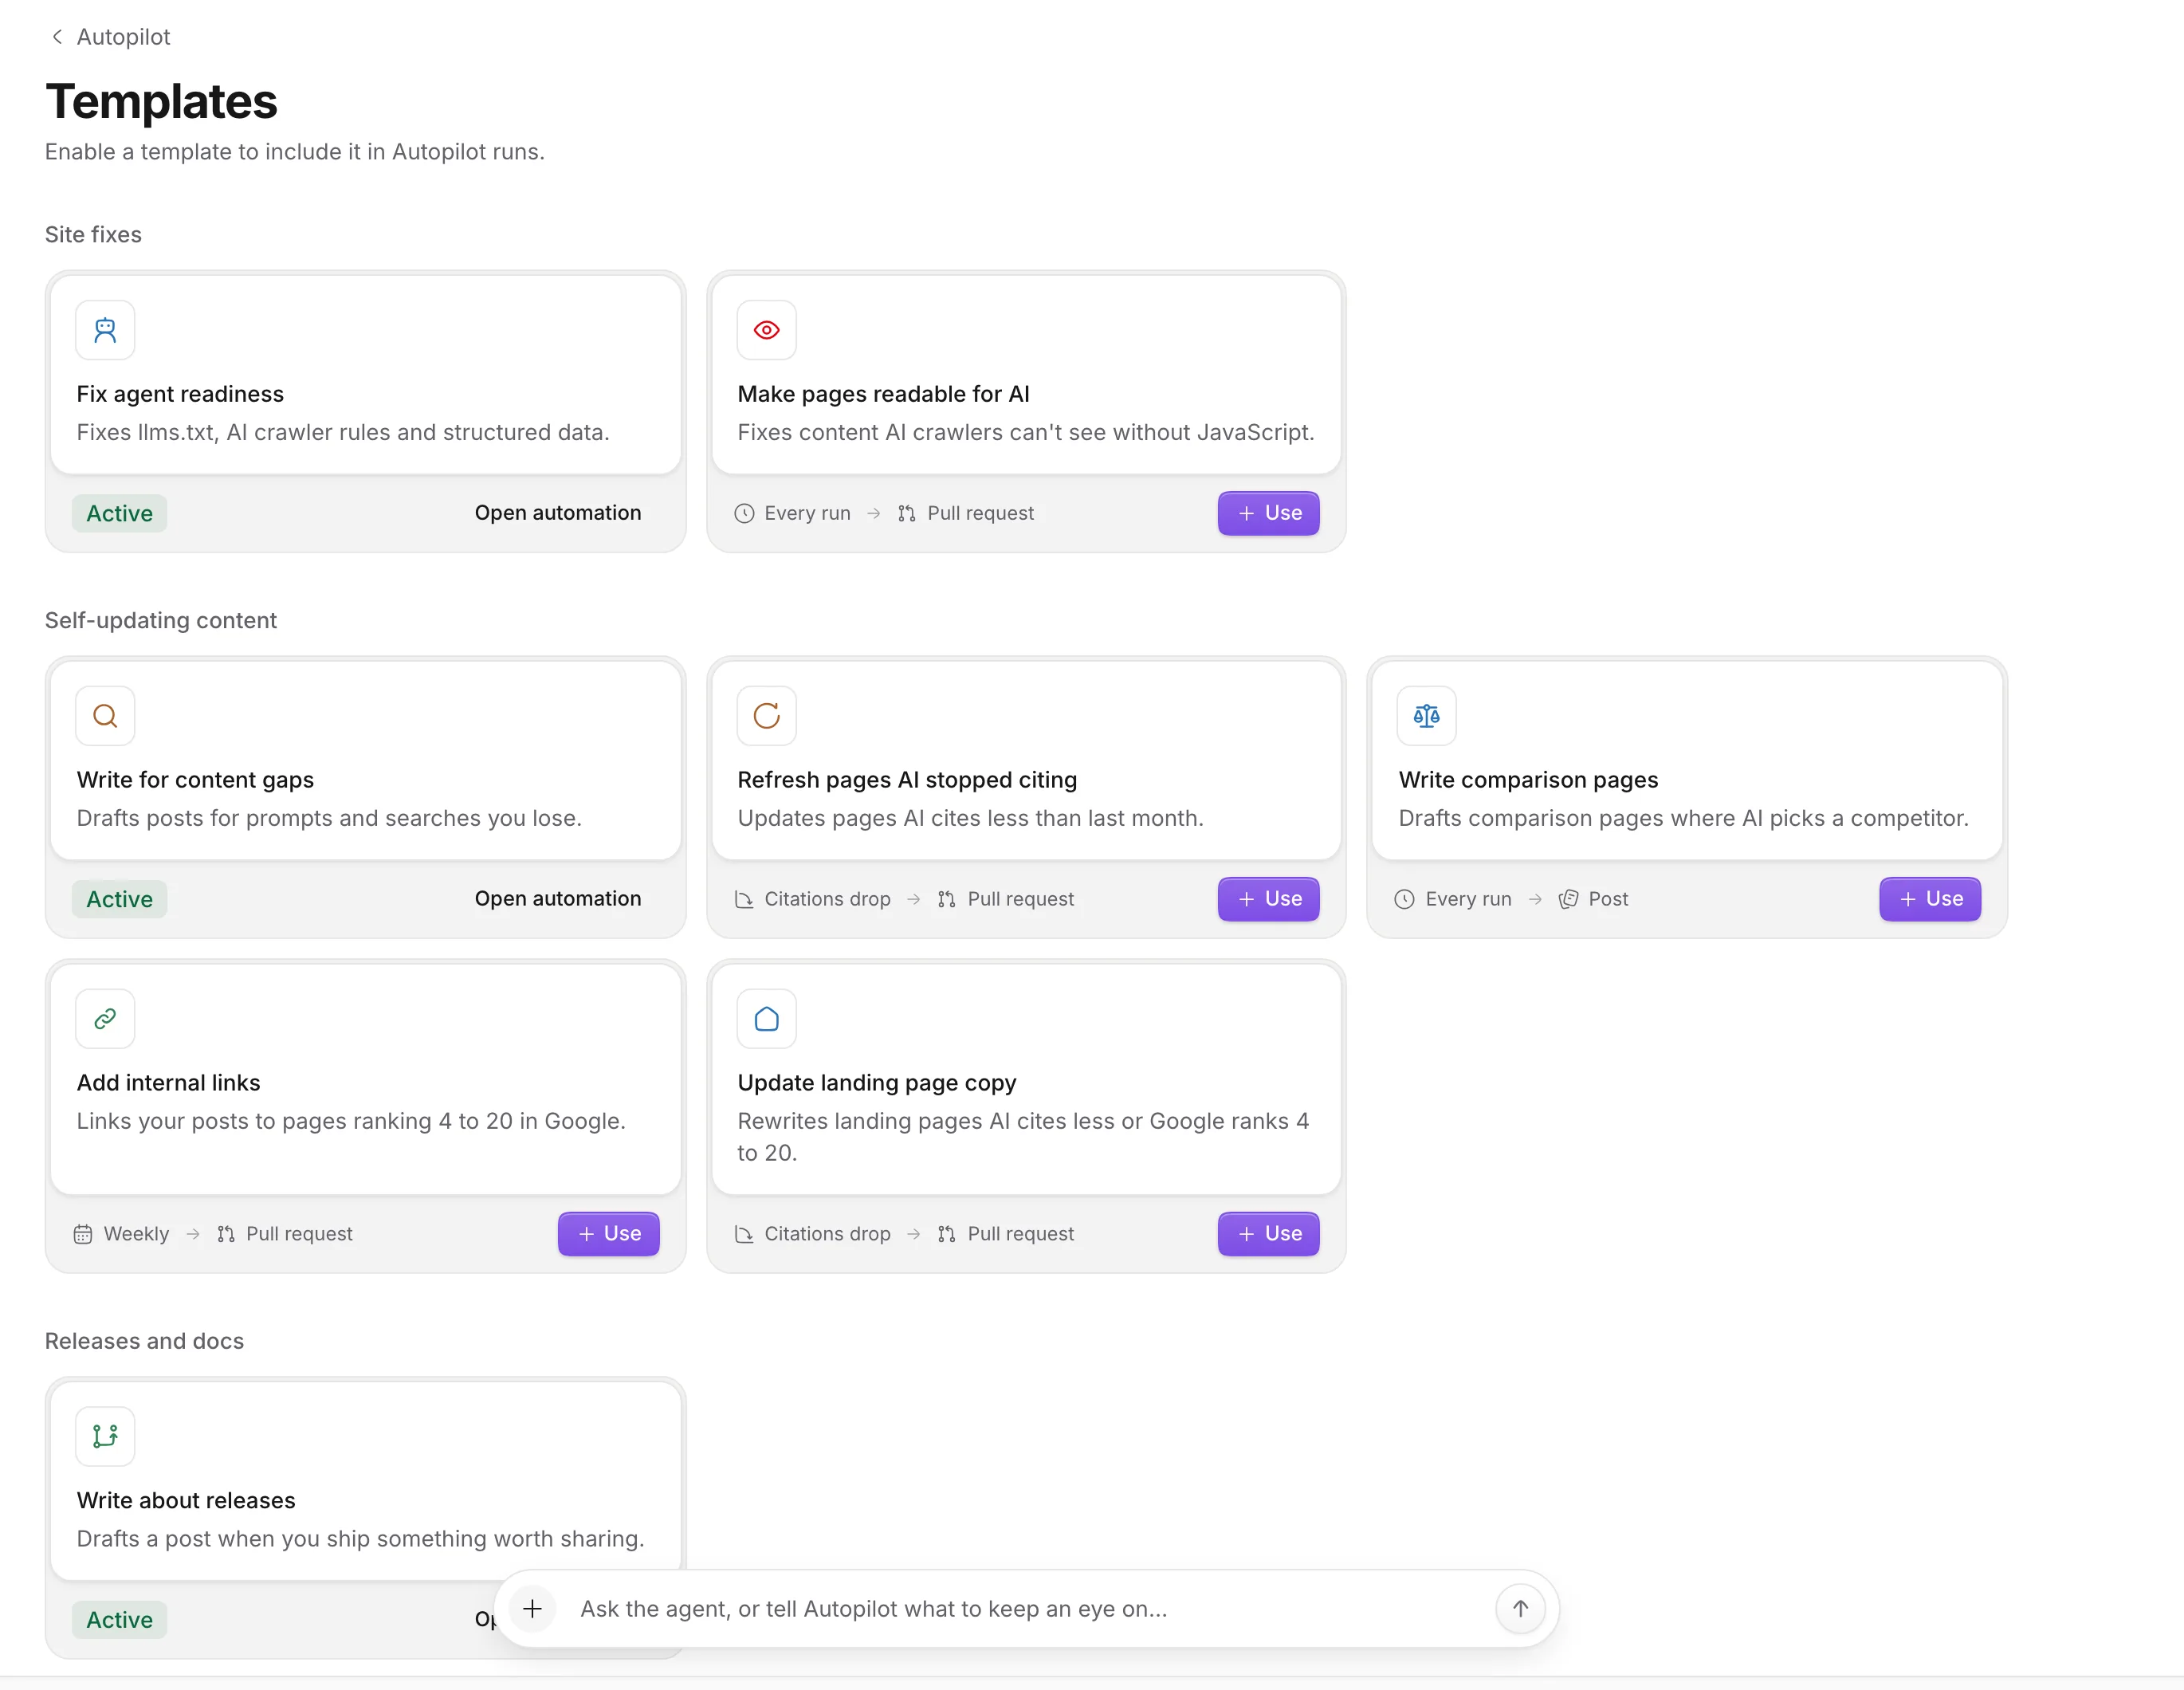 Autopilot
Templates
Enable a template to include it in Autopilot runs.
Site fixes
Fix agent readiness
Fixes llms.txt, AI crawler rules and structured data.
Active
Open automation
Make pages readable for AI
Fixes content AI crawlers can't see without JavaScript.
Every run → Pull request
+ Use
Self-updating content
Write for content gaps
Drafts posts for prompts and searches you lose.
Active
Open automation
Refresh pages AI stopped citing
Updates pages AI cites less than last month.
Citations drop → Pull request
+ Use
Write comparison pages
Drafts comparison pages where AI picks a competitor.
Every run → Post
+ Use
Add internal links
Links your posts to pages ranking 4 to 20 in Google.
Weekly → Pull request
+ Use
Update landing page copy
Rewrites landing pages AI cites less or Google ranks 4
to 20.
Citations drop → Pull request
+ Use
Releases and docs
Write about releases
Drafts a post when you ship something worth sharing.
Active
Ask the agent, or tell Autopilot what to keep an eye on...